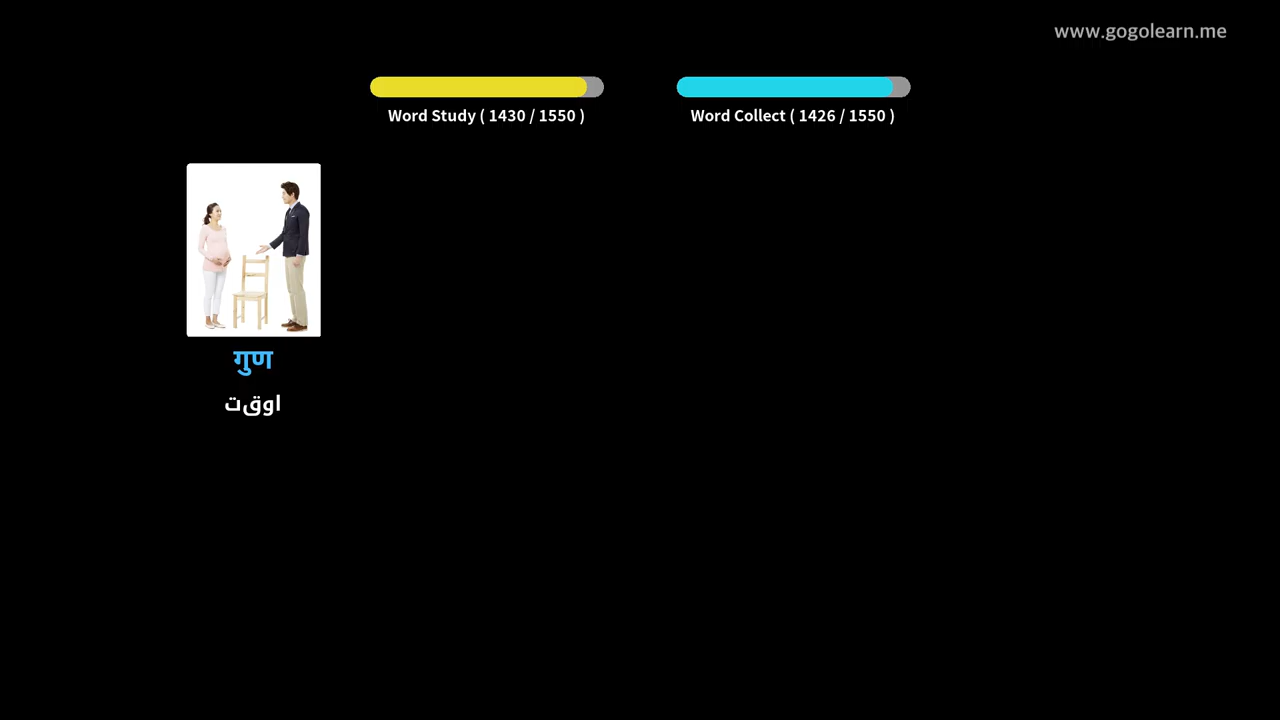 www.gogolearn.me
Word Study ( 1430 / 1550 )
Word Collect ( 1426 / 1550 )
गुण
اوقت